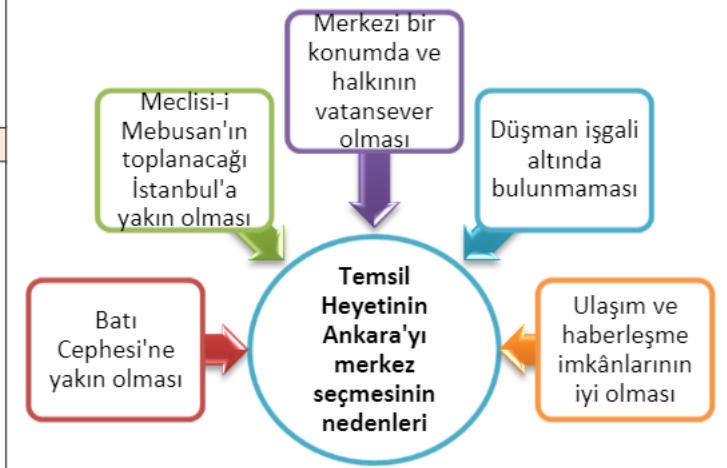 Merkezi bir
konumda ve
halkının
vatansever
olması
Meclisi-i
Mebusan'ın
toplanacağı
İstanbul'a
yakın olması
Düşman işgali
altında
bulunmaması
Batı
Cephesi'ne
yakın olması
Temsil
Heyetinin
Ankara'yı
merkez
seçmesinin
nedenleri
Ulaşım ve
haberleşme
imkânlarının
iyi olması